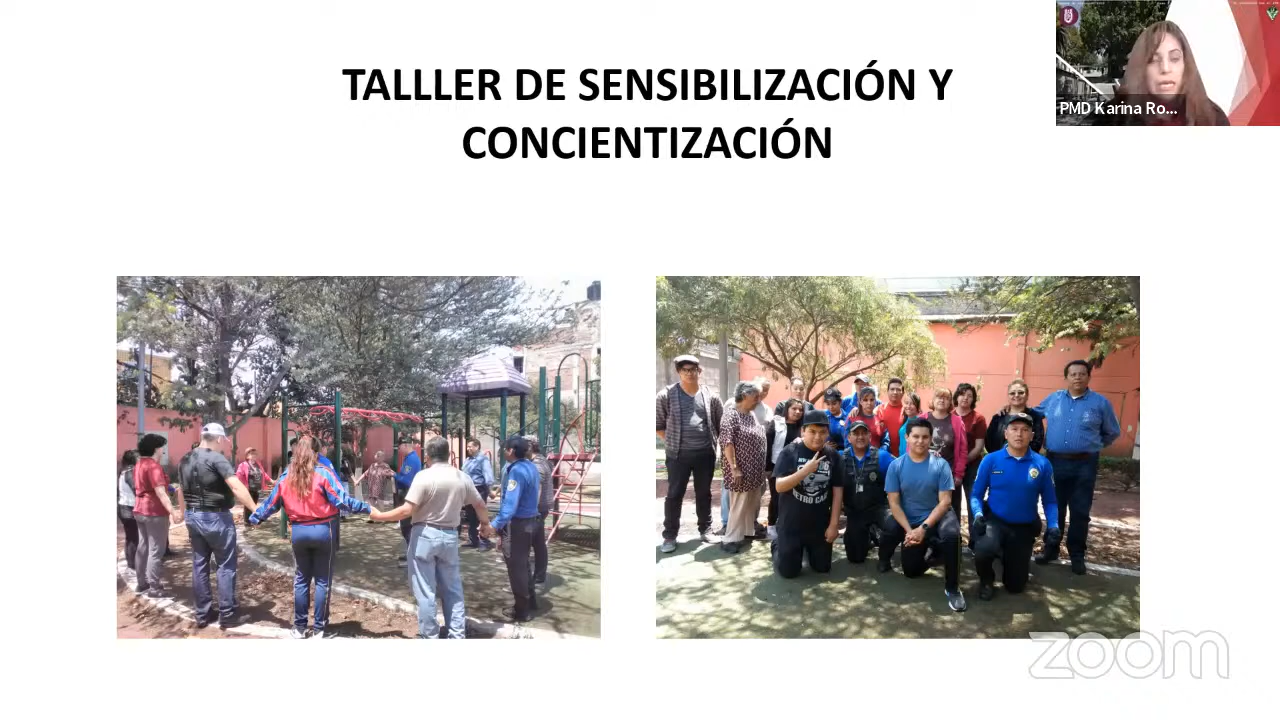 TALLLER DE SENSIBILIZACIÓN Y
CONCIENTIZACIÓN
PMD Karina Ro...
zoom